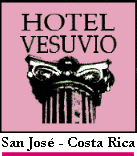 HOTEL
VESUVIO
San José - Costa Rica